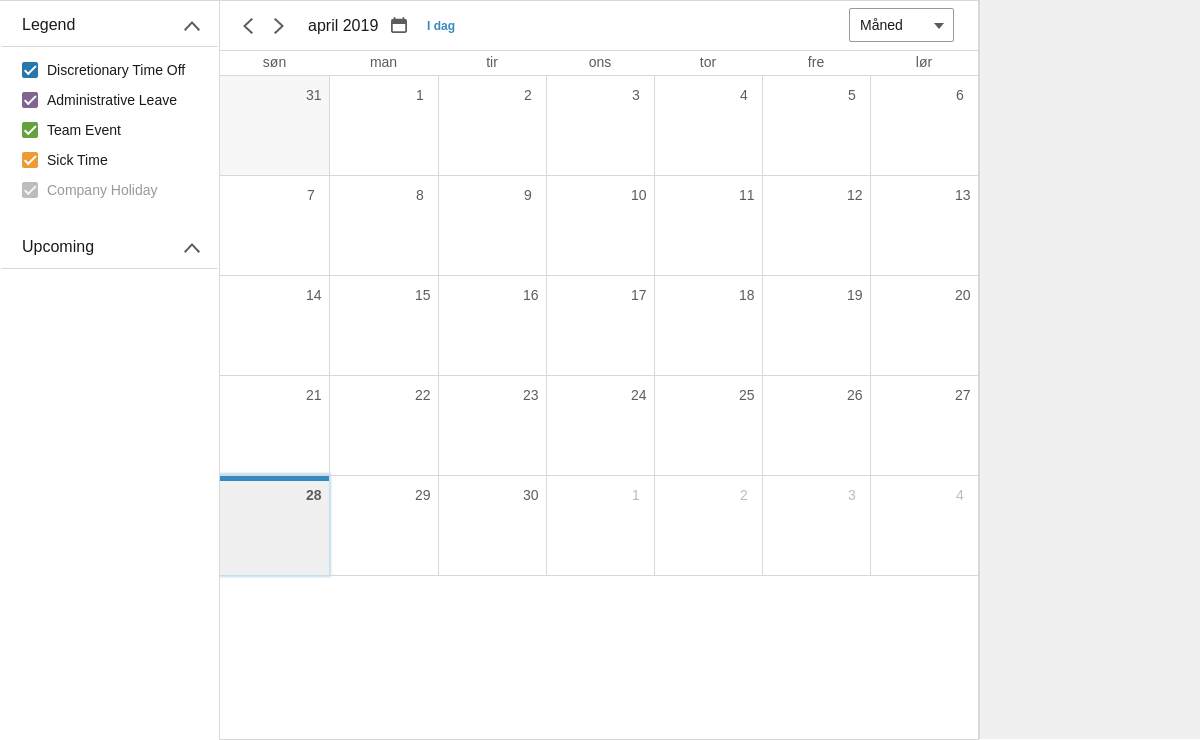 Legend
Discretionary Time Off
Administrative Leave
Team Event
Sick Time
Company Holiday
Upcoming
april 2019 I dag Måned
søn man tir ons tor fre lør
31 1 2 3 4 5 6
7 8 9 10 11 12 13
14 15 16 17 18 19 20
21 22 23 24 25 26 27
28 29 30 1 2 3 4